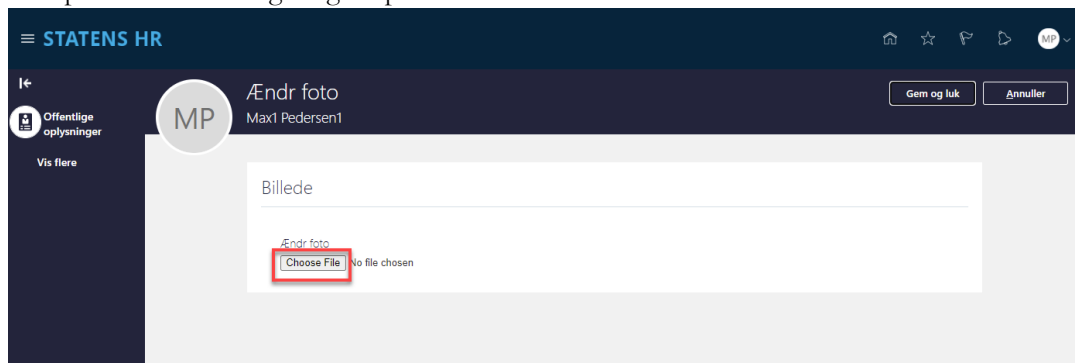 STATENS HR
MP
Offentlige
oplysninger
Vis flere
MP
Ændr foto
Max1 Pedersen1
Gem og luk
Annuller
Billede
Ændr foto
Choose File No file chosen